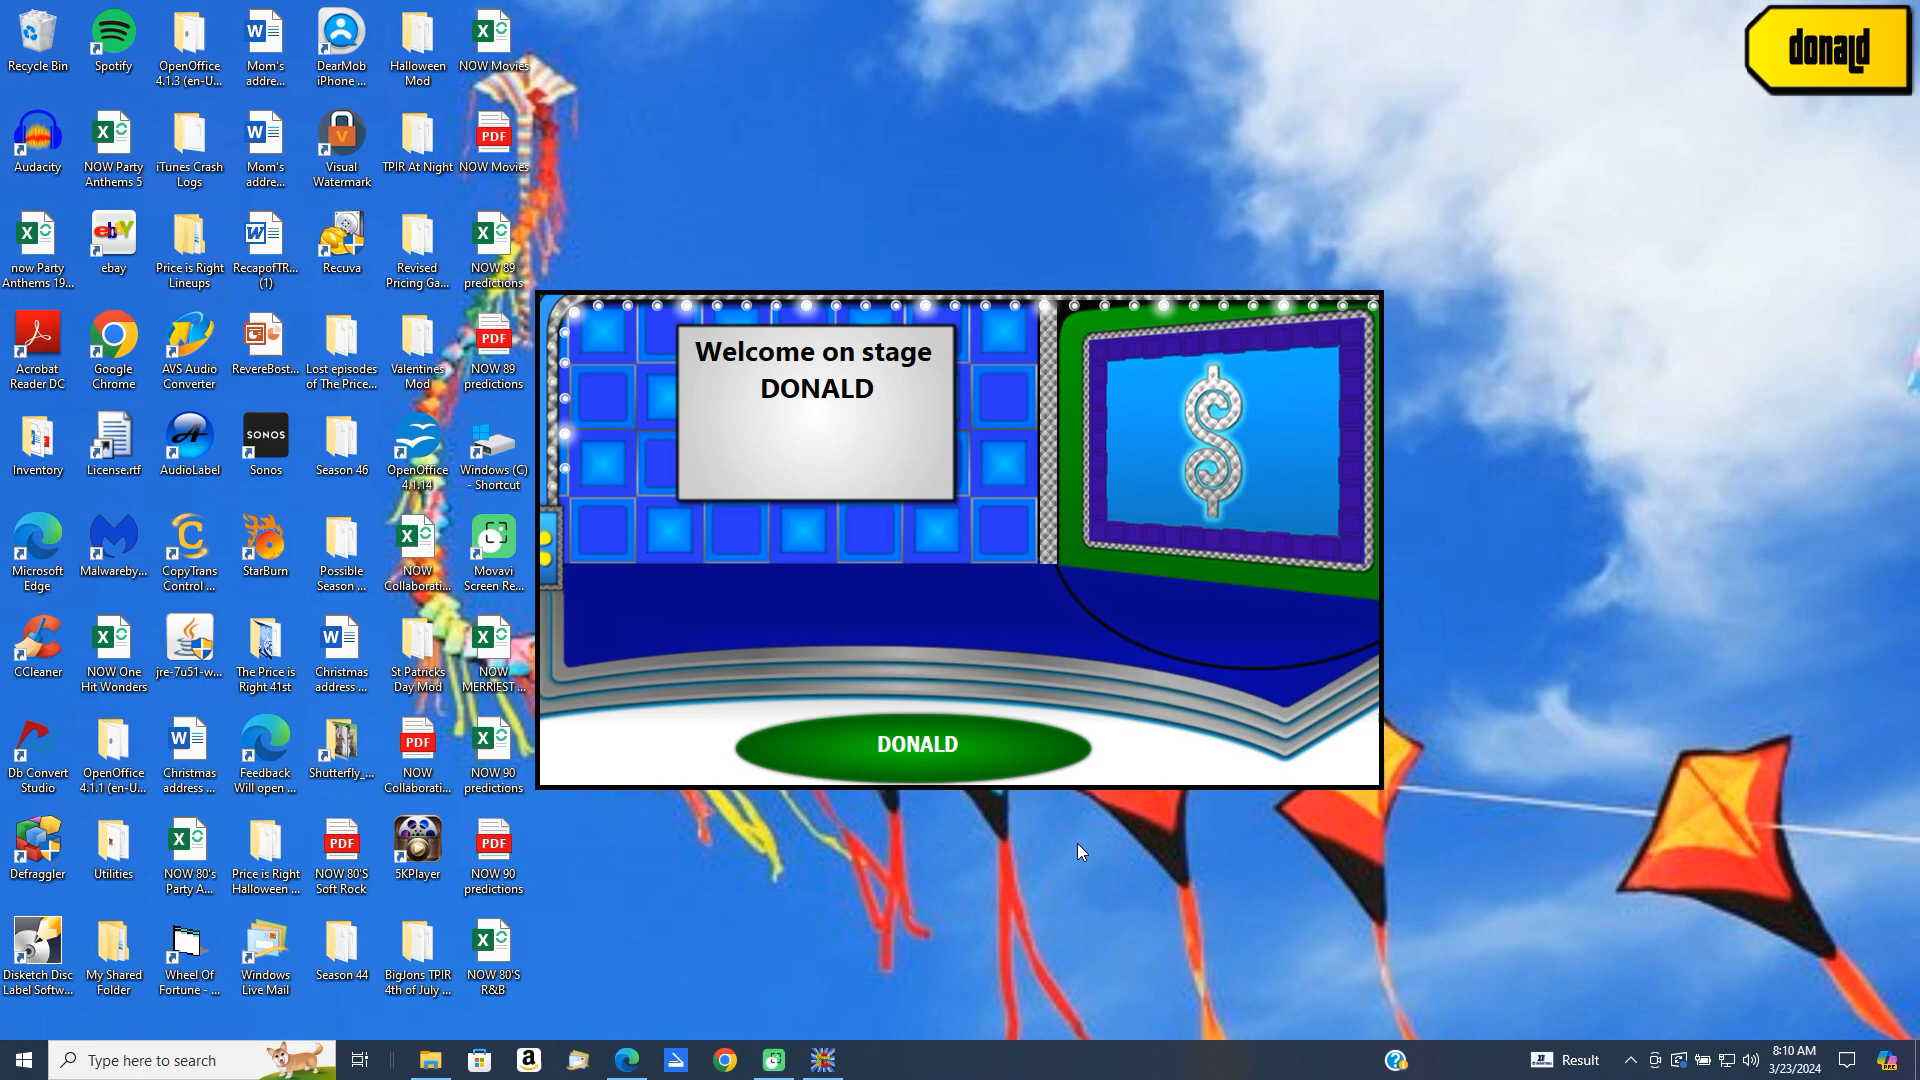 Recycle Bin
Spotify
OpenOffice
4.1.3 (en-U...
Mom's
addre...
DearMob
iPhone ...
Halloween
Mod
NOW Movies
donald
Audacity
NOW Party
Anthems 5
iTunes Crash
Logs
Mom's
addre...
Visual
Watermark
TPIR At Night
PDF
NOW Movies
now Party
Anthems 19...
ebay
ebay
Price is Right
Lineups
RecapofTR...
(1)
Recuva
Revised
Pricing Ga...
NOW 89
predictions
Acrobat
Reader DC
Google
Chrome
AVS Audio
Converter
RevereBost...
Lost episodes
of The Price...
Valentines
Mod
PDF
NOW 89
predictions
Welcome on stage
DONALD
Inventory
License.rtf
AudioLabel
SONOS
Sonos
Season 46
OpenOffice
4.1.14
Windows (C)
- Shortcut
Microsoft
Edge
Malwareby...
CopyTrans
Control ...
StarBurn
Possible
Season ...
NOW
Collaborati...
Movavi
Screen Re...
CCleaner
NOW One
Hit Wonders
jre-7u51-w...
The Price is
Right 41st
Christmas
address ...
St Patricks
Day Mod
NOW
MERRIEST ...
Db Convert
Studio
OpenOffice
4.1.1 (en-U...
Christmas
address ...
Feedback
Will open ...
Shutterfly_...
PDF
NOW
Collaborati...
NOW 90
predictions
DONALD
Defraggler
Utilities
NOW 80's
Party A...
Price is Right
Halloween ...
PDF
NOW 80'S
Soft Rock
5KPlayer
PDF
NOW 90
predictions
Disketch Disc
Label Softw...
My Shared
Folder
Wheel Of
Fortune - ...
Windows
Live Mail
Season 44
BigJons TPIR
4th of July ...
NOW 80'S
R&B
Type here to search
Result
8:10 AM
3/23/2024